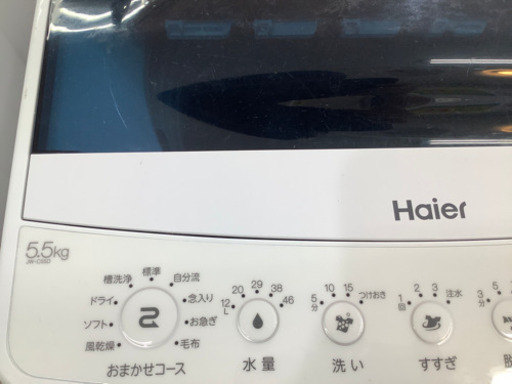 Haier
5.5kg
JW-C55D
標準
槽洗浄 自分流
ドライ 念入り
ソフト お急ぎ
風乾燥 毛布
おまかせコース
12L 20 29 38 46
水量
5分 10 15 つけおき
洗い
1回 2 3 注水
すすぎ
3 5
脱